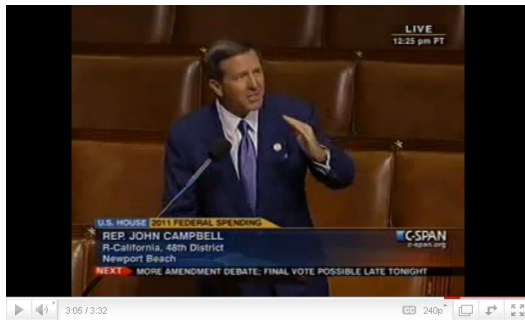 LIVE
12:25 pm PT
U.S. HOUSE 2011 FEDERAL SPENDING
REP. JOHN CAMPBELL
R-California, 48th District
Newport Beach
C-SPAN
c-span.org
NEXT MORE AMENDMENT DEBATE; FINAL VOTE POSSIBLE LATE TONIGHT
3:05 / 3:32
CC
240p